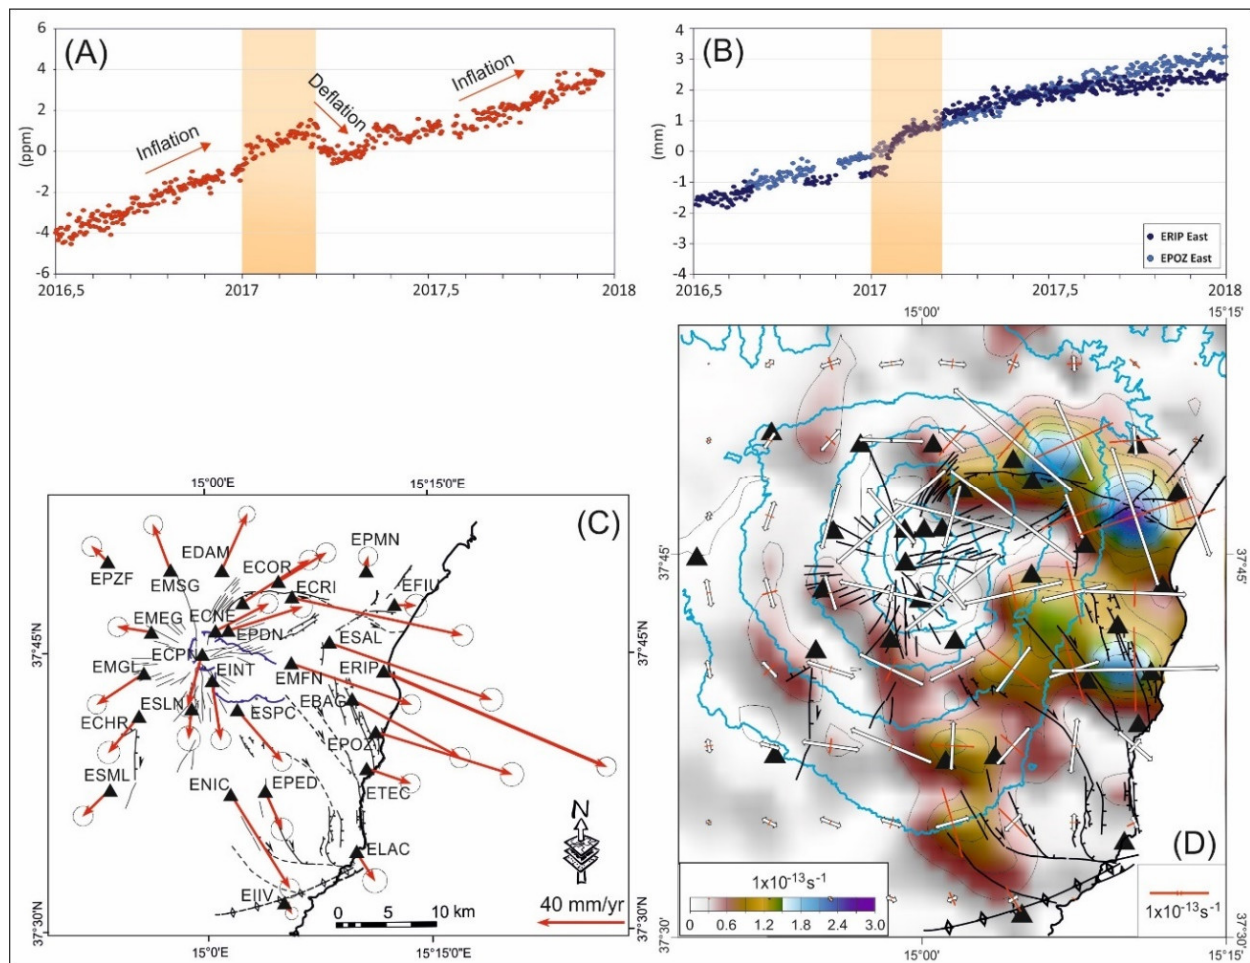 (A)
6
4
2
0
-2
-4
-6
(ppm)
Inflation
Deflation
Inflation
2016,5
2017
2017,5
2018
(B)
4
3
2
1
0
-1
-2
3
-4
(mm)
ERIP East
EPOZ East
2016,5
2017
2017,5
2018
15°00'
15°15'
(C)
15°00'E
15°15'0"E
EPMN
EDAM
ECOR
EPZF
EMSG
ECRI
EFIU
EMEG
ECNE
EPDN
ESAL
37°45'N
37°45'N
ECPN
EMGL
EINT
EMFN
ERIP
ESLN
EBAG
ECHR
ESPC
EPOZ
ESML
ENIC
EPED
ETEC
N
ELAC
EIIV
40 mm/yr
0 5 10 km
37°30'N
37°30'N
15°00'E
15°15'0"E
37°45'
37°45'
(D)
1x10⁻¹³s⁻¹
0 0.6 1.2 1.8 2.4 3.0
1x10⁻¹³s⁻¹
37°30'
37°30'
15°00'
15°15'